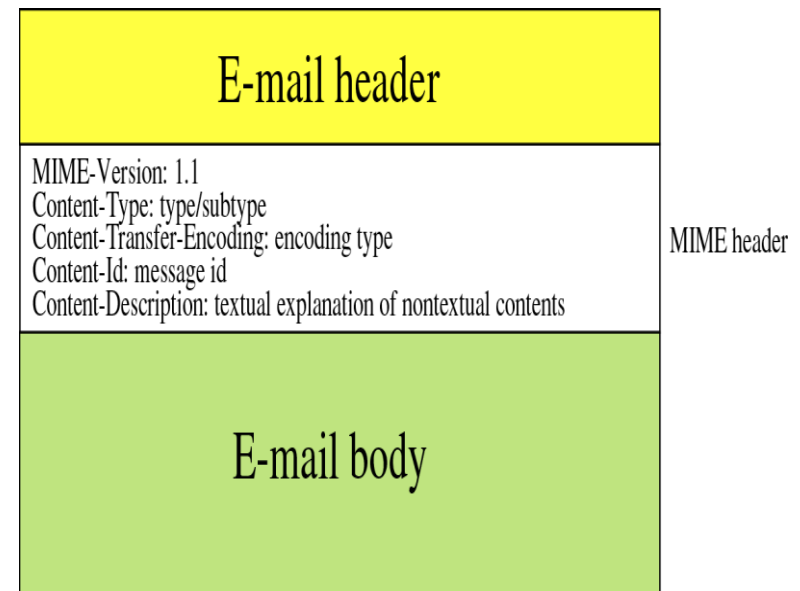 E-mail header
MIME-Version: 1.1
Content-Type: type/subtype
Content-Transfer-Encoding: encoding type
Content-Id: message id
Content-Description: textual explanation of nontextual contents
MIME header
E-mail body